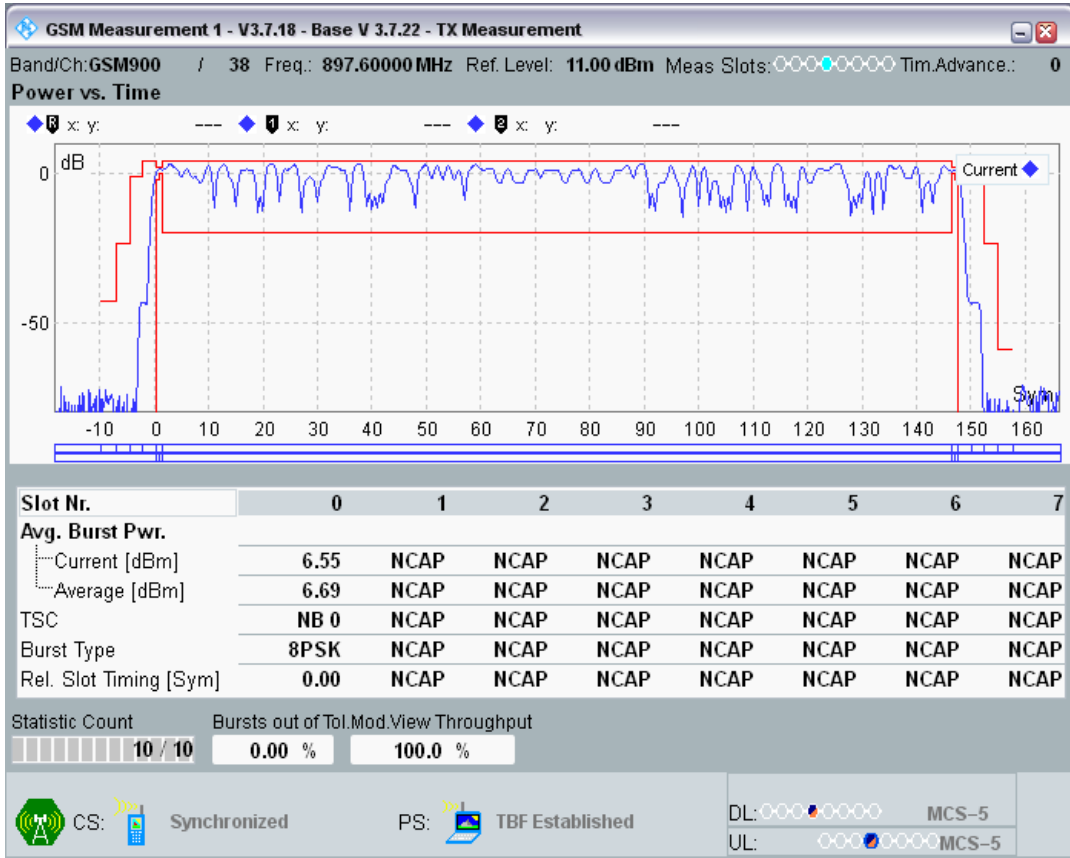 GSM Measurement 1 - V3.7.18 - Base V 3.7.22 - TX Measurement
Band/Ch:GSM900 / 38 Freq.: 897.60000 MHz Ref. Level: 11.00 dBm Meas Slots: Tim.Advance.: 0
Power vs. Time
R x: y: --- 1 x: y: --- 2 x: y: ---
dB
Current
0
-50
Sym
-10 0 10 20 30 40 50 60 70 80 90 100 110 120 130 140 150 160
Slot Nr. 0 1 2 3 4 5 6 7
Avg. Burst Pwr.
Current [dBm] 6.55 NCAP NCAP NCAP NCAP NCAP NCAP NCAP
Average [dBm] 6.69 NCAP NCAP NCAP NCAP NCAP NCAP NCAP
TSC NB 0 NCAP NCAP NCAP NCAP NCAP NCAP NCAP
Burst Type 8PSK NCAP NCAP NCAP NCAP NCAP NCAP NCAP
Rel. Slot Timing [Sym] 0.00 NCAP NCAP NCAP NCAP NCAP NCAP NCAP
Statistic Count Bursts out of Tol.Mod.View Throughput
10 / 10 0.00 % 100.0 %
CS: Synchronized PS: TBF Established DL: MCS-5
UL: MCS-5